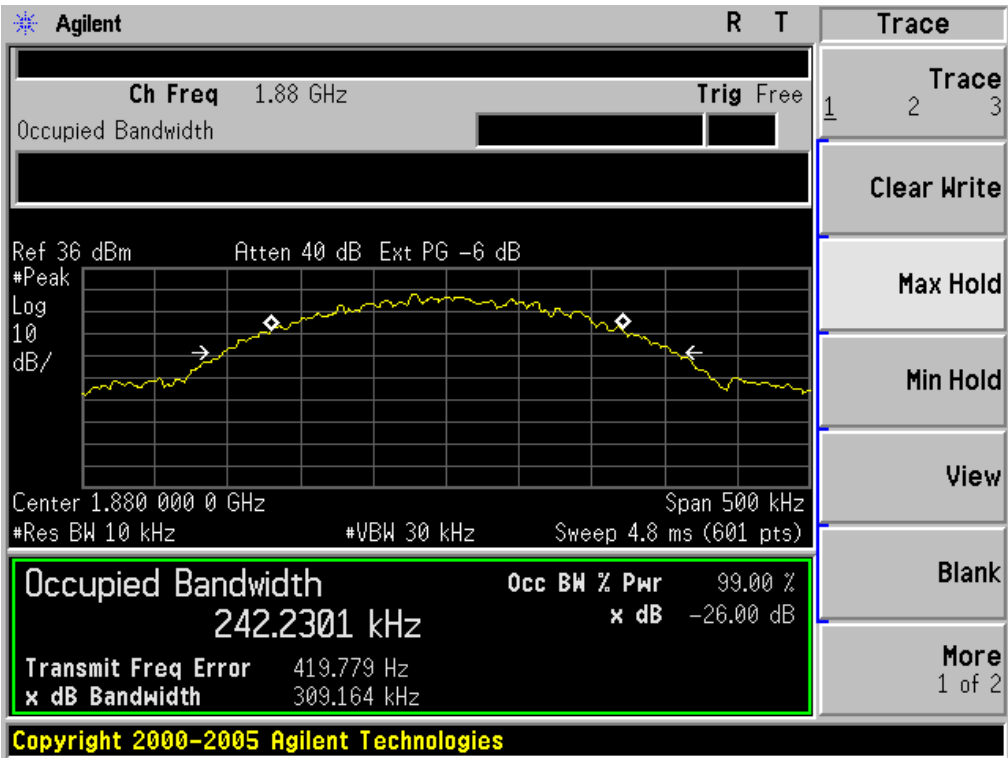 Agilent R T Trace
Ch Freq 1.88 GHz Trig Free
Occupied Bandwidth
Trace
1 2 3
Clear Write
Max Hold
Min Hold
View
Blank
More
1 of 2
Ref 36 dBm Atten 40 dB Ext PG −6 dB
#Peak
Log
10
dB/
Center 1.880 000 0 GHz Span 500 kHz
#Res BW 10 kHz #VBW 30 kHz Sweep 4.8 ms (601 pts)
Occupied Bandwidth Occ BW % Pwr 99.00 %
242.2301 kHz x dB −26.00 dB
Transmit Freq Error 419.779 Hz
x dB Bandwidth 309.164 kHz
Copyright 2000−2005 Agilent Technologies